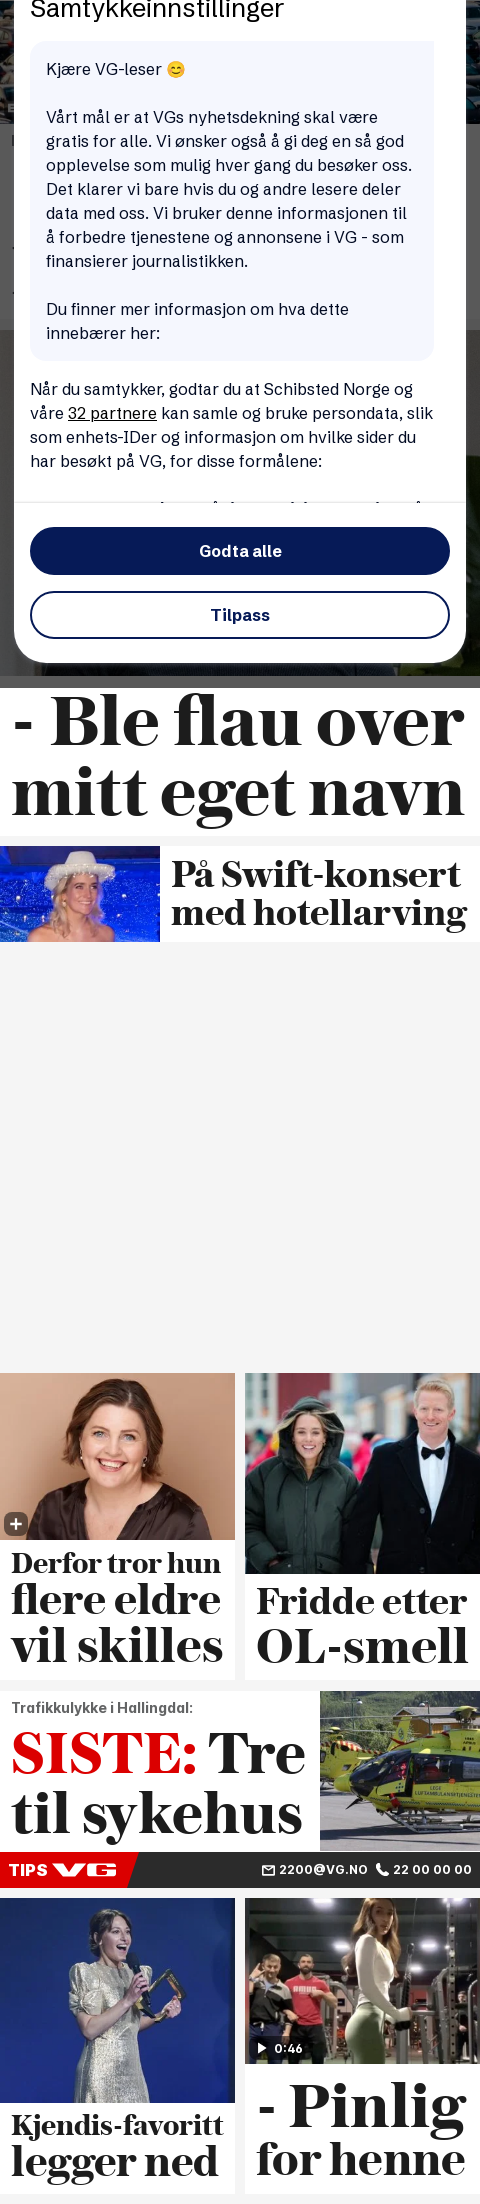 Samtykkeinnstillinger
Kjære VG-leser 😊
Vårt mål er at VGs nyhetsdekning skal være
gratis for alle. Vi ønsker også å gi deg en så god
opplevelse som mulig hver gang du besøker oss.
Det klarer vi bare hvis du og andre lesere deler
data med oss. Vi bruker denne informasjonen til
å forbedre tjenestene og annonsene i VG - som
finansierer journalistikken.
Du finner mer informasjon om hva dette
innebærer her:
Når du samtykker, godtar du at Schibsted Norge og
våre 32 partnere kan samle og bruke persondata, slik
som enhets-IDer og informasjon om hvilke sider du
har besøkt på VG, for disse formålene:
Godta alle
Tilpass
- Ble flau over
mitt eget navn
På Swift-konsert
med hotellarving
Derfor tror hun
flere eldre
vil skilles
Fridde etter
OL-smell
Trafikkulykke i Hallingdal:
SISTE: Tre
til sykehus
TIPS VG 2200@VG.NO 22 00 00 00
Kjendis-favoritt
legger ned
0:46
- Pinlig
for henne